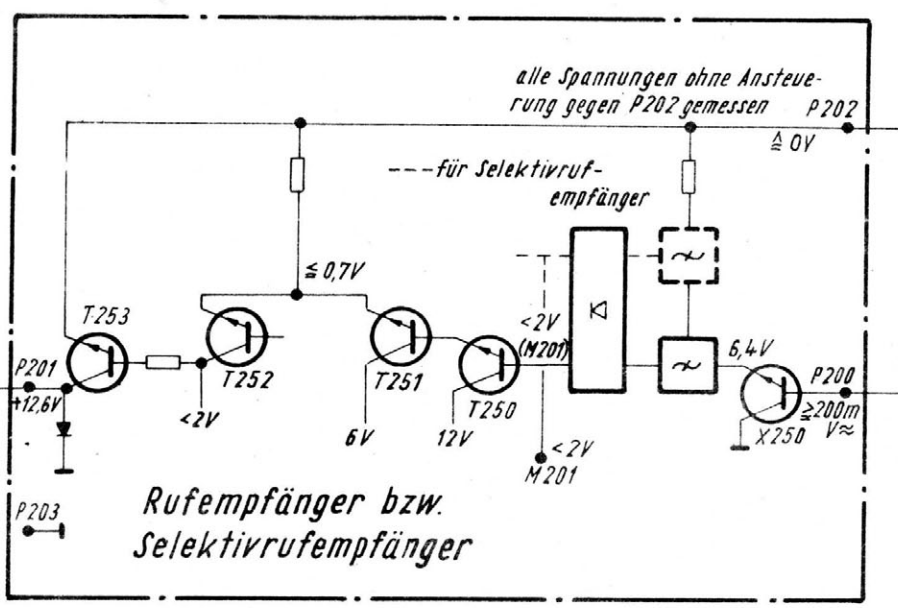 alle Spannungen ohne Ansteue-
rung gegen P202 gemessen
P202
≙ 0V
--- für Selektivruf-
empfänger
≦ 0,7V
T253
<2V
(M201)
6,4V
P201
+12,6V
T252
T251
T250
P200
≧200m
V≈
X250
<2V
6V
12V
<2V
M201
P203
Rufempfänger bzw.
Selektivrufempfänger